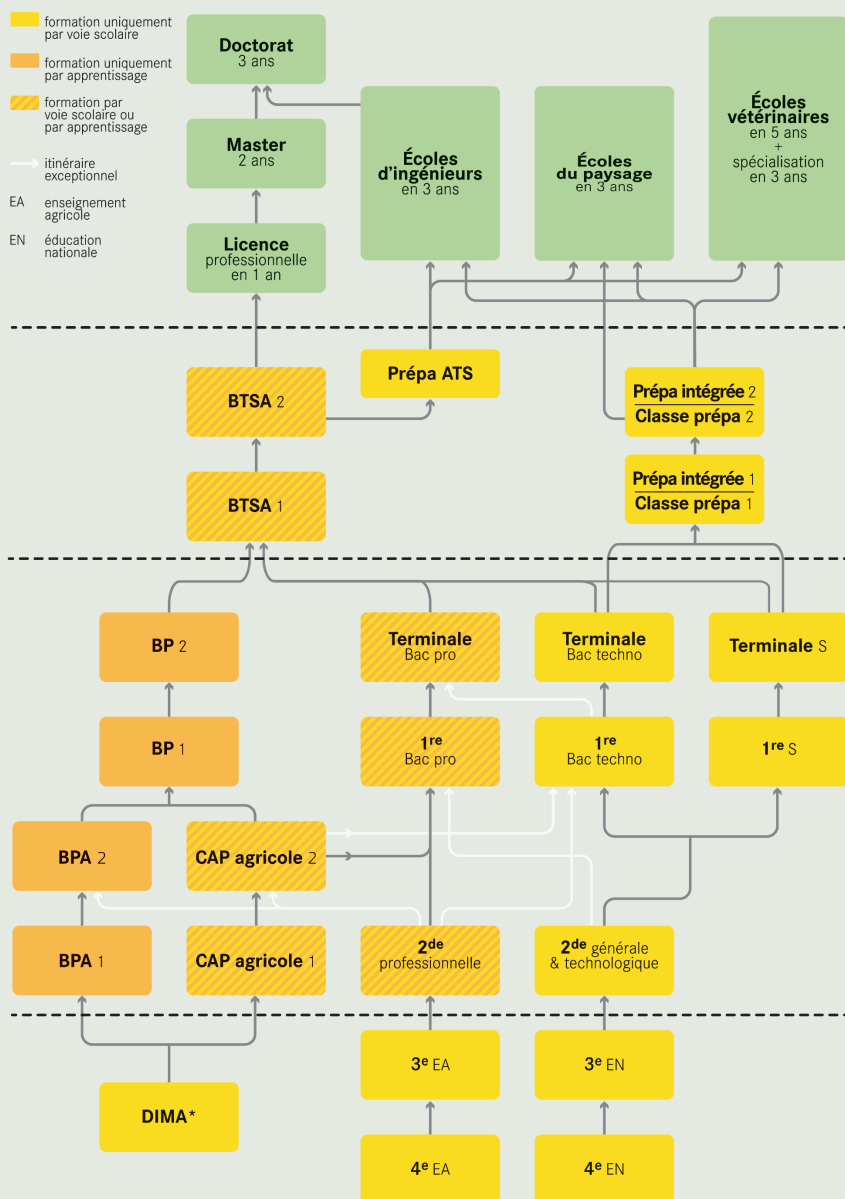 formation uniquement
par voie scolaire
formation uniquement
par apprentissage
formation par
voie scolaire ou
par apprentissage
itinéraire
exceptionnel
EA enseignement
agricole
EN éducation
nationale
Doctorat
3 ans
Master
2 ans
Licence
professionnelle
en 1 an
Écoles
d'ingénieurs
en 3 ans
Écoles
du paysage
en 3 ans
Écoles
vétérinaires
en 5 ans
+
spécialisation
en 3 ans
BTSA 2
Prépa ATS
Prépa intégrée 2
Classe prépa 2
BTSA 1
Prépa intégrée 1
Classe prépa 1
BP 2
Terminale
Bac pro
Terminale
Bac techno
Terminale S
BP 1
1re
Bac pro
1re
Bac techno
1re S
BPA 2
CAP agricole 2
BPA 1
CAP agricole 1
2de
professionnelle
2de générale
& technologique
3e EA
3e EN
DIMA*
4e EA
4e EN